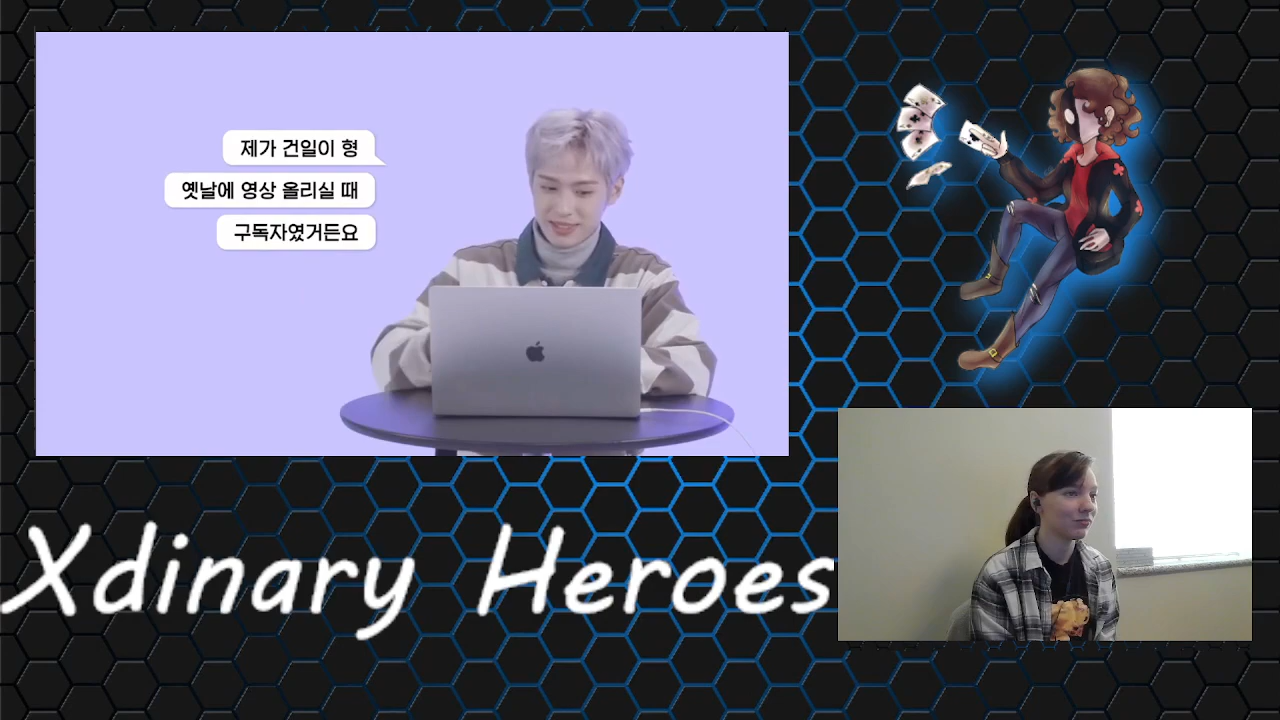 제가 건일이 형
옛날에 영상 올리실 때
구독자였거든요
Xdinary Heroes